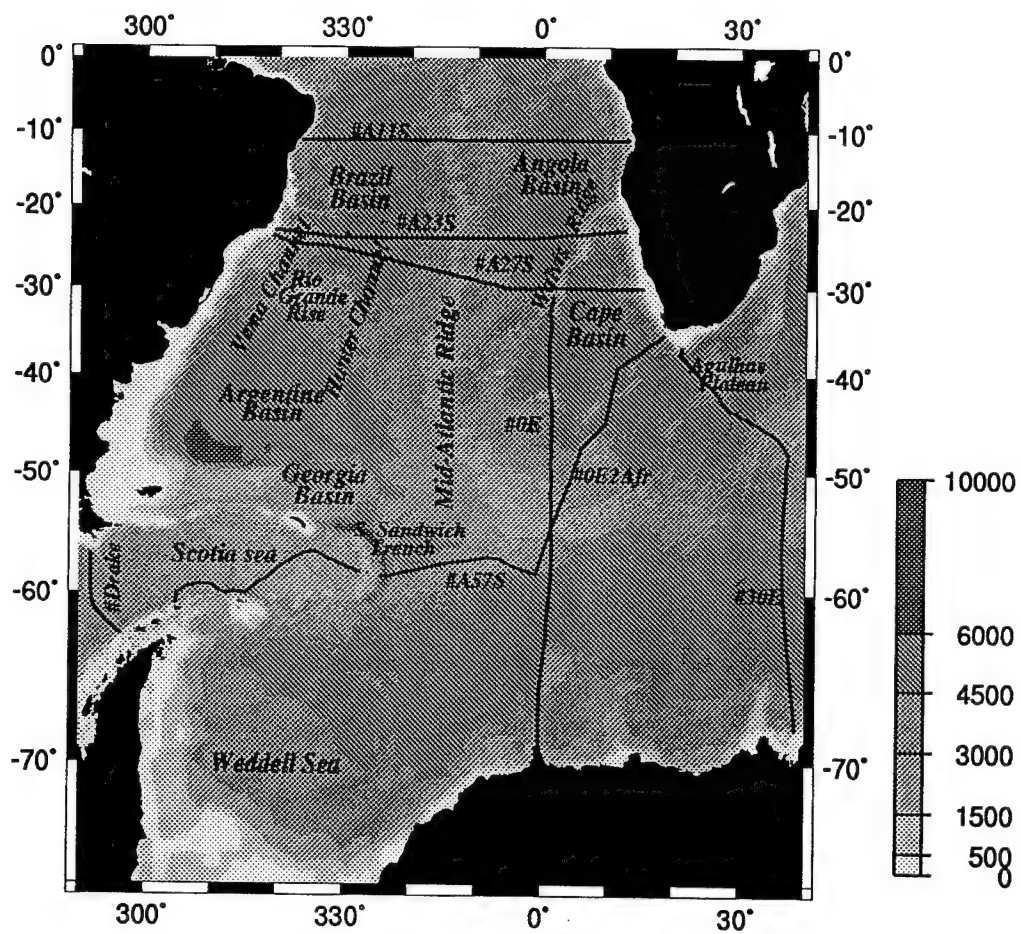 300° 330° 0° 30°
0° 0°
-10° -10°
#A11S
Brazil
Basin
Angola
Basin
-20° -20°
#A23S
Walvis Ridge
Vema Channel
Hunter Channel
#A27S
-30° -30°
Rio
Grande
Rise
Cape
Basin
Mid-Atlantic Ridge
Agulhas
Plateau
-40° -40°
Argentine
Basin
#0E
-50° -50°
Georgia
Basin
#0E2Afr
S. Sandwich
Trench
Scotia sea
#Drake
#A57S
#30E
-60° -60°
-70° -70°
Weddell Sea
300° 330° 0° 30°
10000
6000
4500
3000
1500
500
0